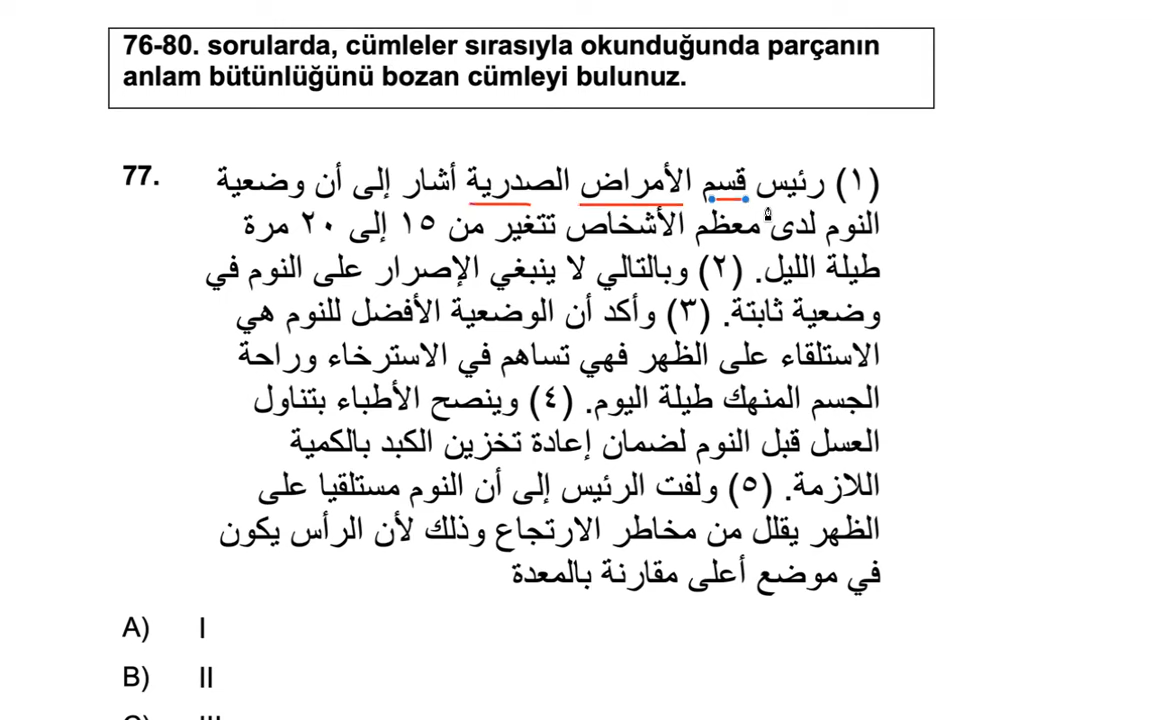 76-80. sorularda, cümleler sırasıyla okunduğunda parçanın
anlam bütünlüğünü bozan cümleyi bulunuz.
77.
(١) رئيس قسم الأمراض الصدرية أشار إلى أن وضعية
النوم لدى معظم الأشخاص تتغير من ١٥ إلى ٢٠ مرة
طيلة الليل. (٢) وبالتالي لا ينبغي الإصرار على النوم في
وضعية ثابتة. (٣) وأكد أن الوضعية الأفضل للنوم هي
الاستلقاء على الظهر فهي تساهم في الاسترخاء وراحة
الجسم المنهك طيلة اليوم. (٤) وينصح الأطباء بتناول
العسل قبل النوم لضمان إعادة تخزين الكبد بالكمية
اللازمة. (٥) ولفت الرئيس إلى أن النوم مستلقيا على
الظهر يقلل من مخاطر الارتجاع وذلك لأن الرأس يكون
في موضع أعلى مقارنة بالمعدة
A) I
B) II